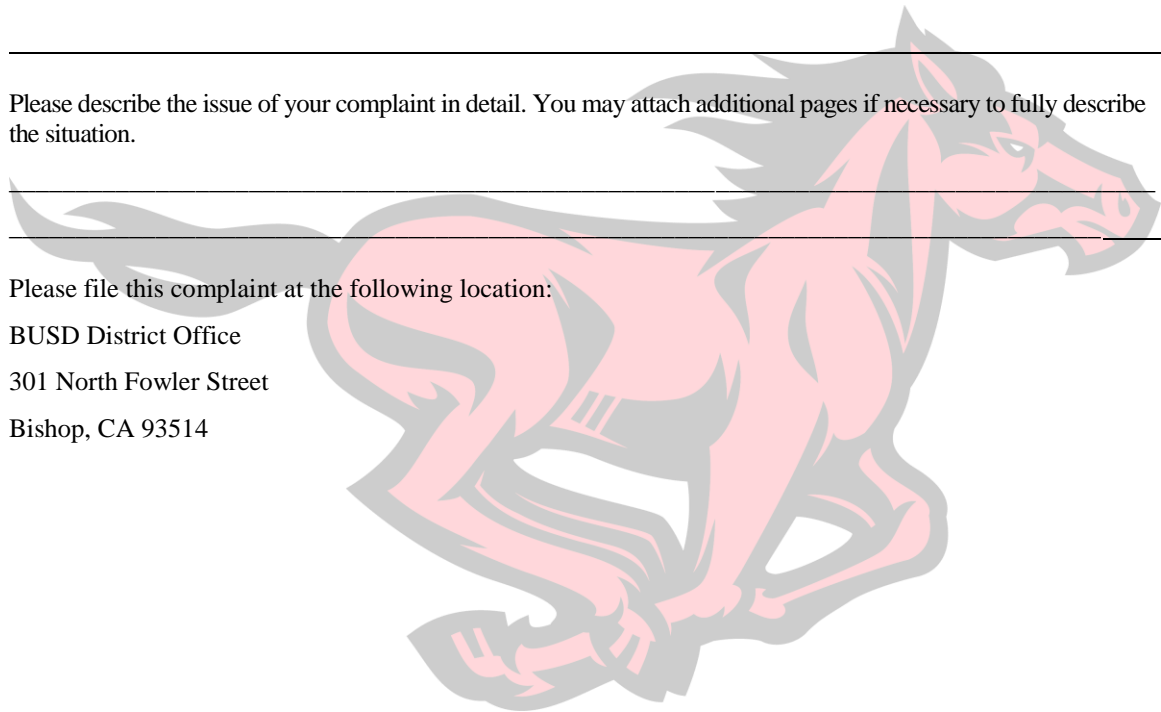 Please describe the issue of your complaint in detail. You may attach additional pages if necessary to fully describe
the situation.
Please file this complaint at the following location:
BUSD District Office
301 North Fowler Street
Bishop, CA 93514